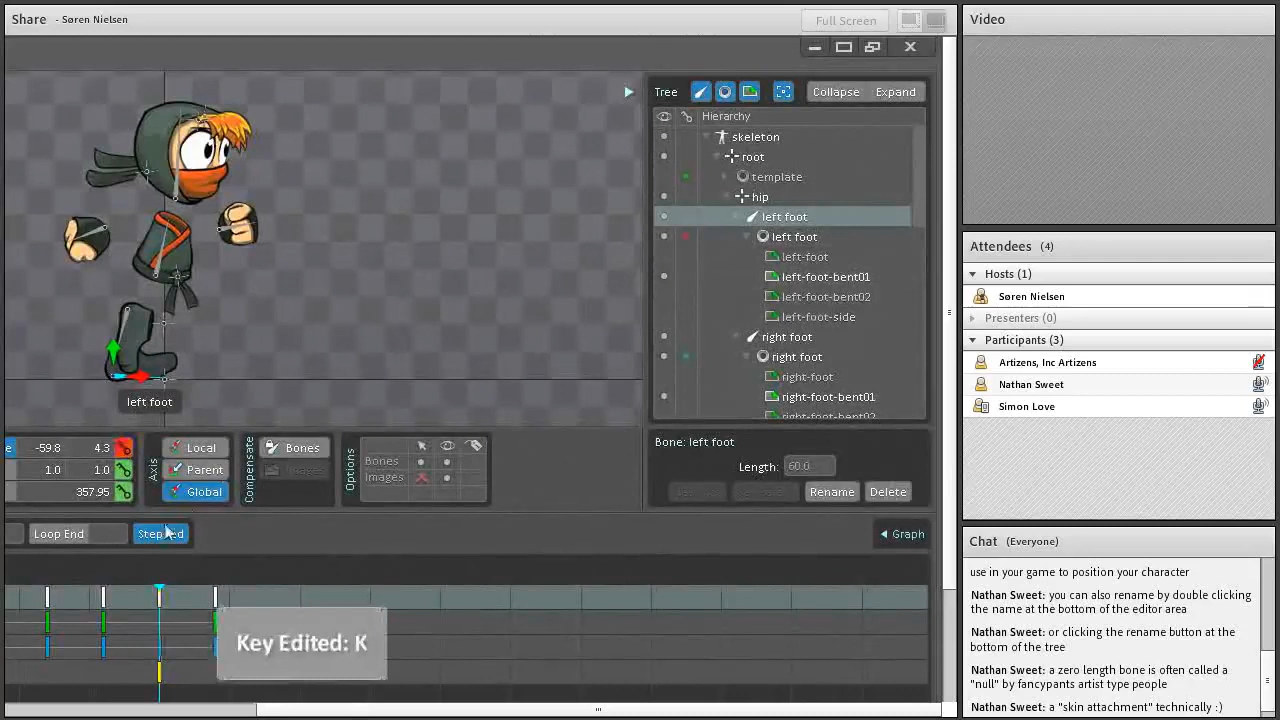 Share - Søren Nielsen
Full Screen
Video
Tree
Collapse
Expand
Hierarchy
skeleton
root
template
hip
left foot
left foot
left-foot
left-foot-bent01
left-foot-bent02
left-foot-side
right foot
right foot
right-foot
right-foot-bent01
right-foot-bent02
left foot
-59.8 4.3
1.0 1.0
357.95
Axis
Local
Parent
Global
Compensate
Bones
Images
Options
Bones
Images
Bone: left foot
Length: 60.0
Rename
Delete
Loop End
Stepped
Graph
Key Edited: K
Attendees (4)
Hosts (1)
Søren Nielsen
Presenters (0)
Participants (3)
Artizens, Inc Artizens
Nathan Sweet
Simon Love
Chat (Everyone)
use in your game to position your character
Nathan Sweet: you can also rename by double clicking
the name at the bottom of the editor area
Nathan Sweet: or clicking the rename button at the
bottom of the tree
Nathan Sweet: a zero length bone is often called a
"null" by fancypants artist type people
Nathan Sweet: a "skin attachment" technically :)